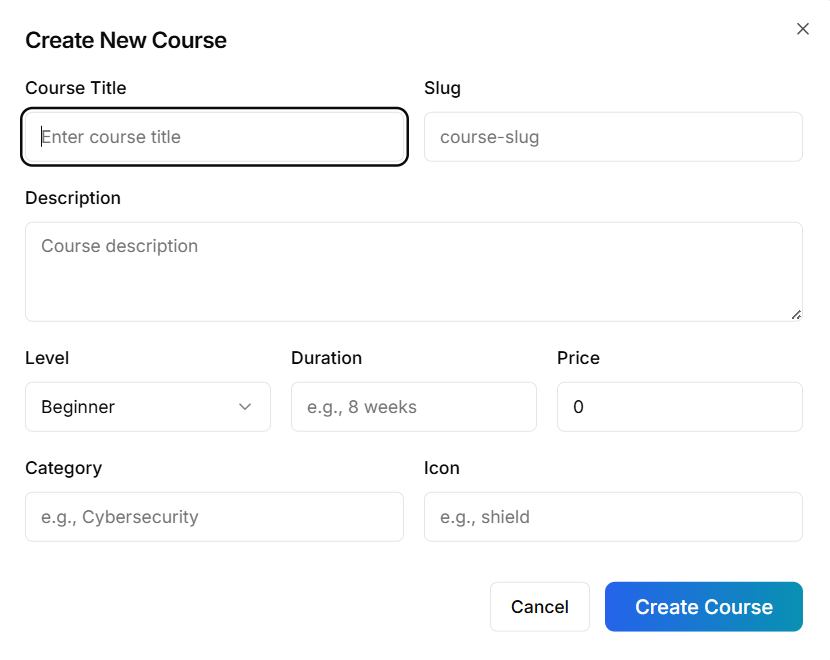 Create New Course
Course Title
Slug
Enter course title
course-slug
Description
Course description
Level
Duration
Price
Beginner
e.g., 8 weeks
0
Category
Icon
e.g., Cybersecurity
e.g., shield
Cancel
Create Course